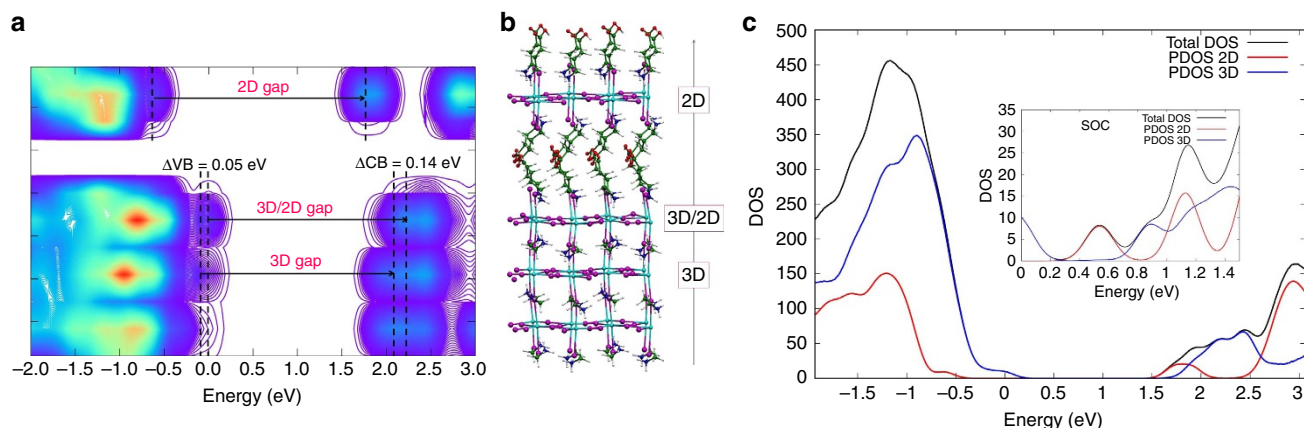 a
2D gap
ΔVB = 0.05 eV
ΔCB = 0.14 eV
3D/2D gap
3D gap
−2.0 −1.5 −1.0 −0.5 0.0 0.5 1.0 1.5 2.0 2.5 3.0
Energy (eV)
b
2D
3D/2D
3D
c
500
450
400
350
300
250
200
150
100
50
0
DOS
Total DOS
PDOS 2D
PDOS 3D
−1.5 −1 −0.5 0 0.5 1 1.5 2 2.5 3
Energy (eV)
35
30
25
20
15
10
5
0
DOS
SOC
Total DOS
PDOS 2D
PDOS 3D
0 0.2 0.4 0.6 0.8 1 1.2 1.4
Energy (eV)